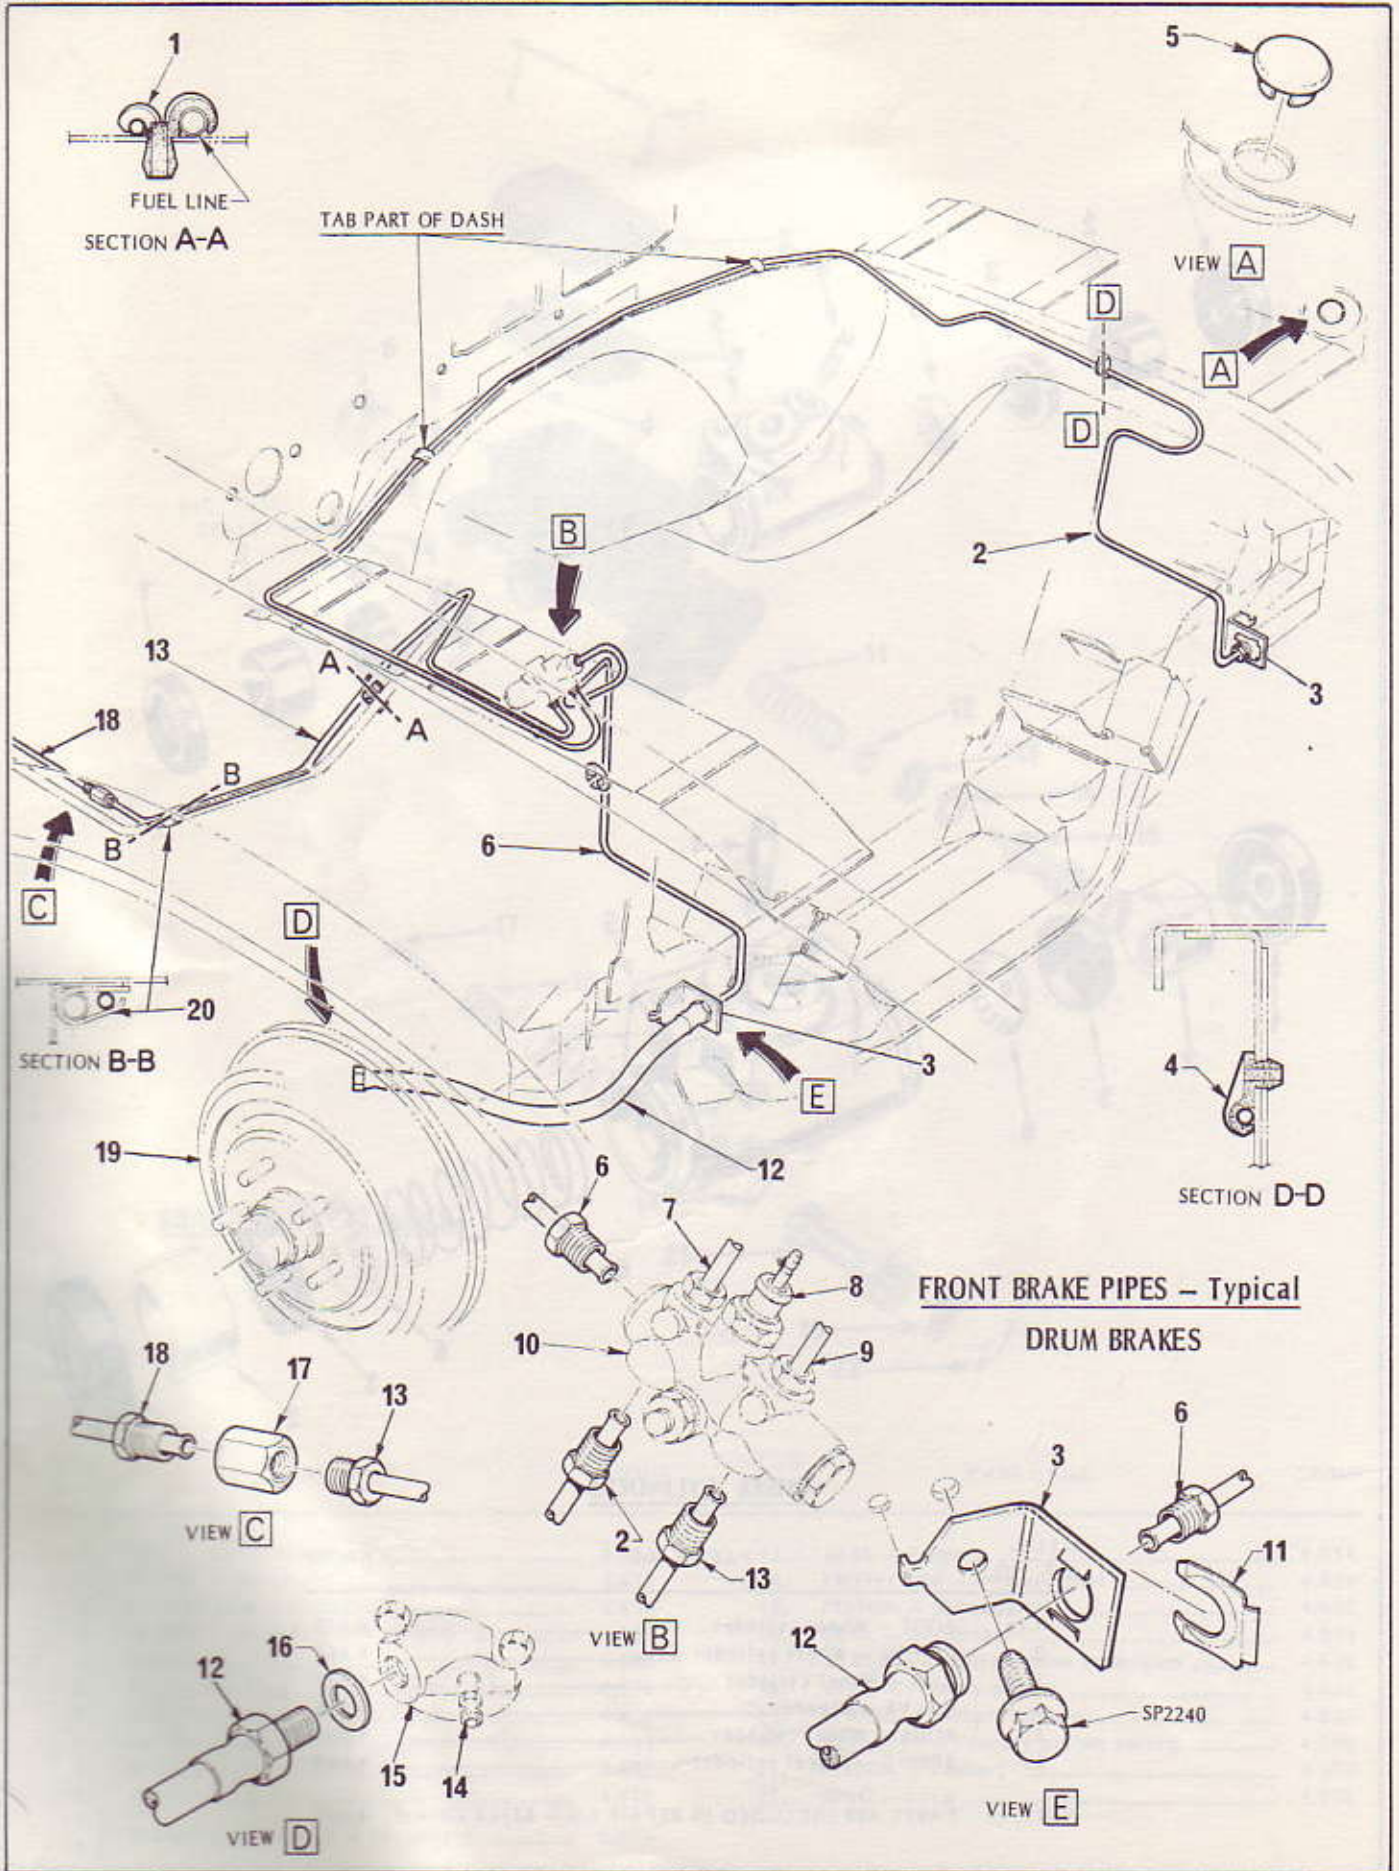 1
5
FUEL LINE
SECTION A-A
TAB PART OF DASH
VIEW A
D
A
D
B
2
13
A
A
3
18
B
6
B
C
D
20
SECTION B-B
4
3
E
19
12
SECTION D-D
6
7
8
FRONT BRAKE PIPES – Typical
DRUM BRAKES
10
9
18
17
13
6
3
VIEW C
2
13
11
VIEW B
16
12
12
SP2240
15
14
VIEW D
VIEW E